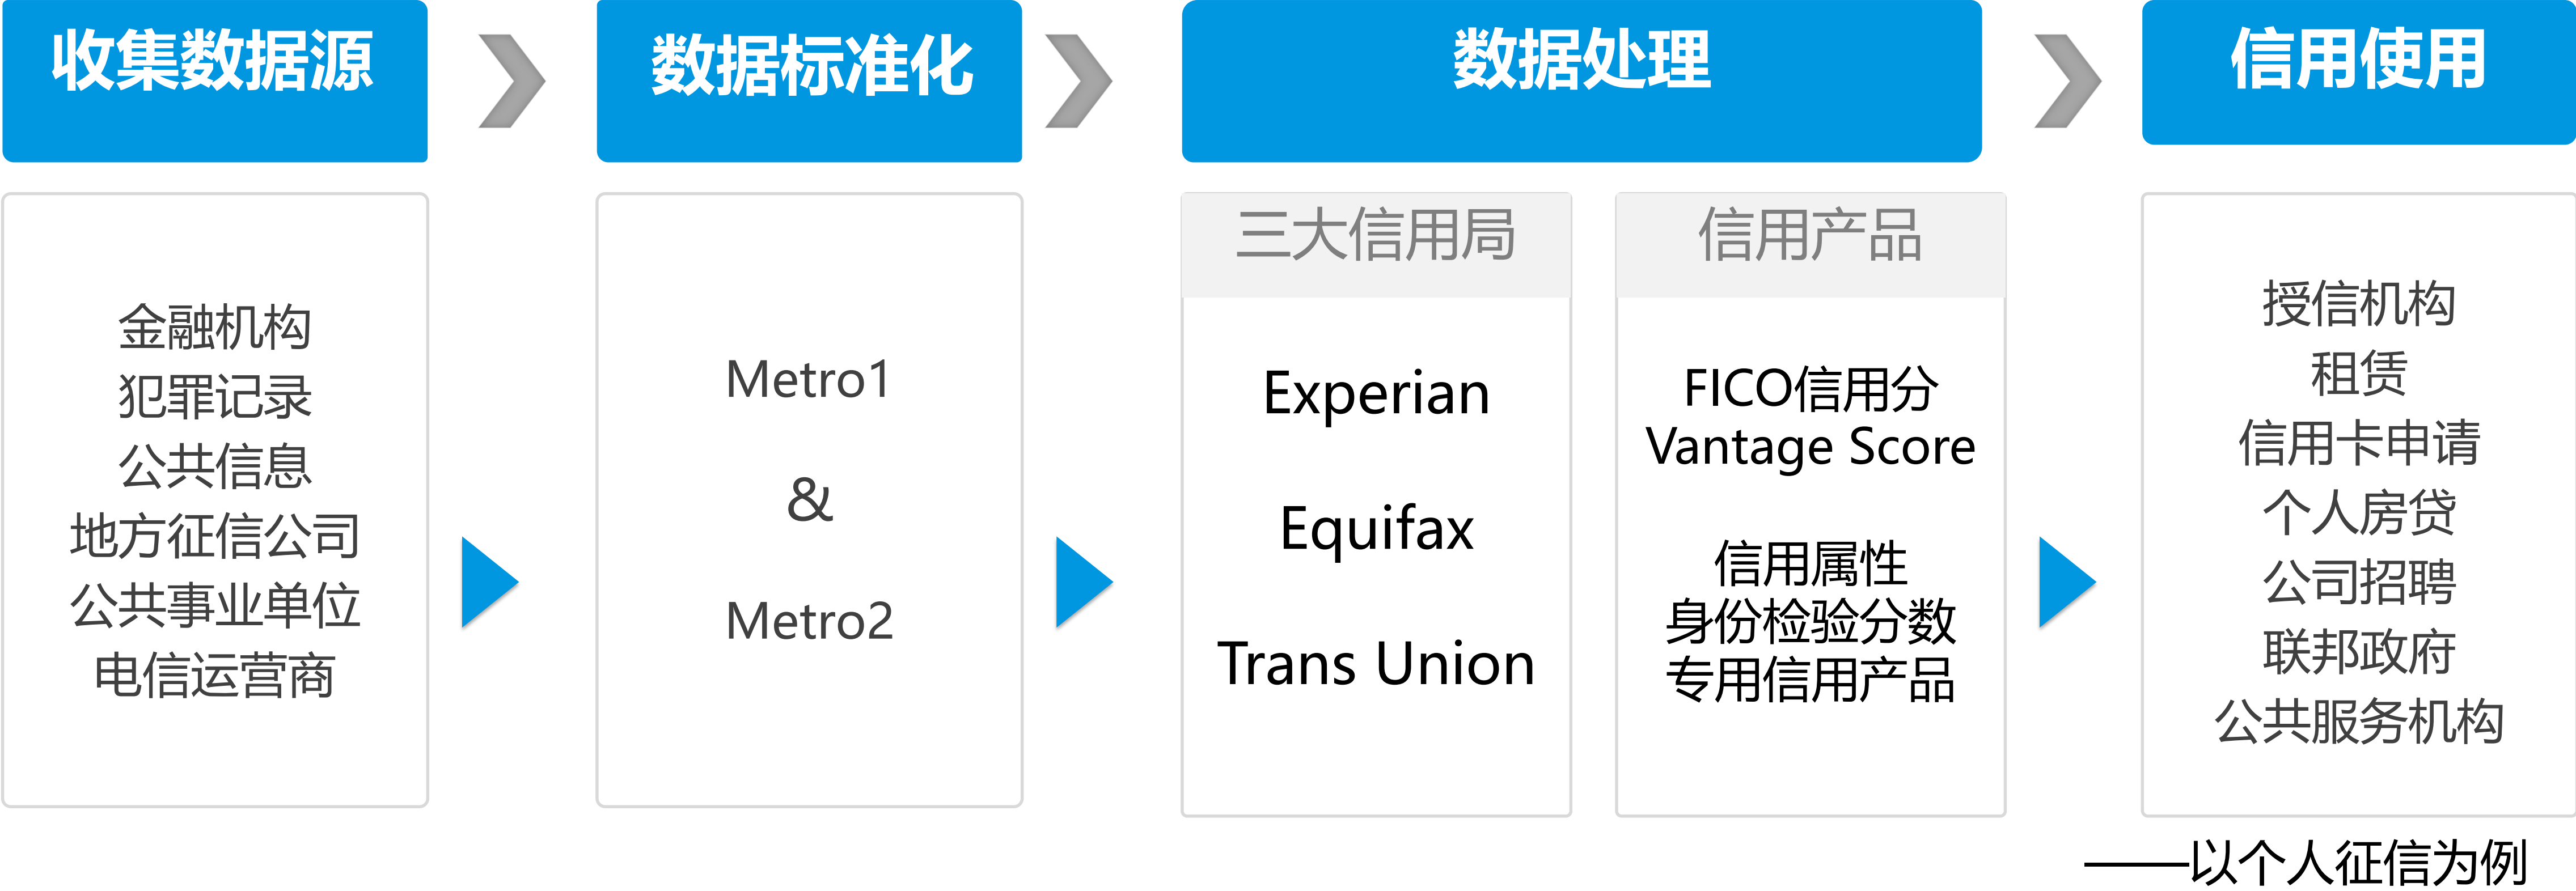 收集数据源
数据标准化
数据处理
信用使用
金融机构
犯罪记录
公共信息
地方征信公司
公共事业单位
电信运营商
Metro1
&
Metro2
三大信用局
Experian
Equifax
Trans Union
信用产品
FICO信用分
Vantage Score
信用属性
身份检验分数
专用信用产品
授信机构
租赁
信用卡申请
个人房贷
公司招聘
联邦政府
公共服务机构
——以个人征信为例